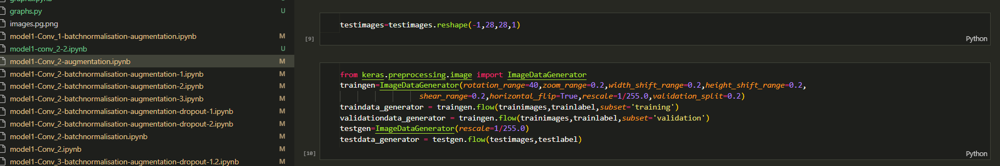 graphs.ipynb
graphs.py U
images.pg.png
model1-Conv_1-batchnormalisation-augmentation.ipynb M
model1-conv_2-2.ipynb U
model1-Conv_2-augmentation.ipynb M
model1-Conv_2-batchnormalisation-augmentation-1.ipynb M
model1-Conv_2-batchnormalisation-augmentation-2.ipynb M
model1-Conv_2-batchnormalisation-augmentation-3.ipynb M
model1-Conv_2-batchnormalisation-augmentation-dropout-1.ipynb M
model1-Conv_2-batchnormalisation-augmentation-dropout-2.ipynb M
model1-Conv_2-batchnormalisation.ipynb M
model1-Conv_2.ipynb M
model1-Conv_3-batchnormalisation-augmentation-dropout-1.2.ipynb M
testimages=testimages.reshape(-1,28,28,1)
[9]
Python
from keras.preprocessing.image import ImageDataGenerator
traingen=ImageDataGenerator(rotation_range=40,zoom_range=0.2,width_shift_range=0.2,height_shift_range=0.2,
shear_range=0.2,horizontal_flip=True,rescale=1/255.0,validation_split=0.2)
traindata_generator = traingen.flow(trainimages,trainlabel,subset='training')
validationdata_generator = traingen.flow(trainimages,trainlabel,subset='validation')
testgen=ImageDataGenerator(rescale=1/255.0)
testdata_generator = testgen.flow(testimages,testlabel)
[10]
Python